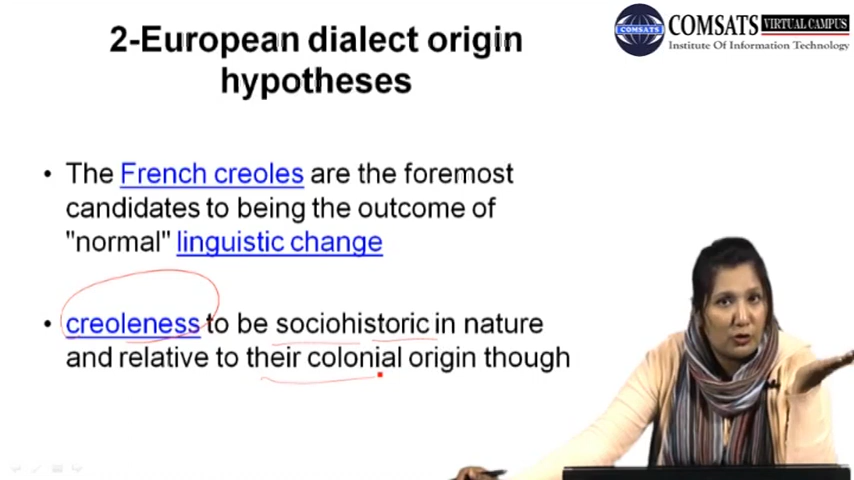 2-European dialect origin
hypotheses
COMSATS VIRTUAL CAMPUS
COMSATS
Institute Of Information Technology
• The French creoles are the foremost
candidates to being the outcome of
"normal" linguistic change
• creoleness to be sociohistoric in nature
and relative to their colonial origin though